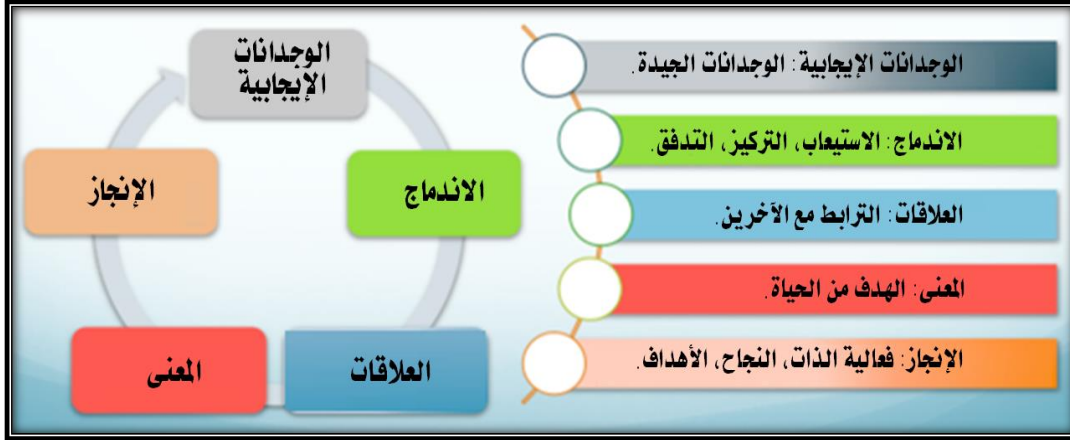 الوجدانات
الإيجابية
الاندماج
العلاقات
المعنى
الإنجاز
الوجدانات الإيجابية: الوجدانات الجيدة.
الاندماج: الاستيعاب، التركيز، التدفق.
العلاقات: الترابط مع الآخرين.
المعنى: الهدف من الحياة.
الإنجاز: فعالية الذات، النجاح، الأهداف.